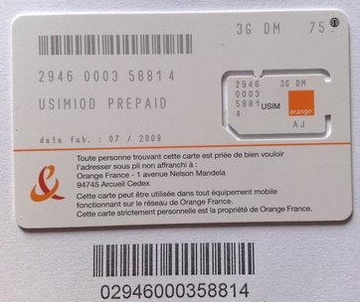 3G DM 75.
2946 0003 5881 4
USIMIOD PREPAID
date fab. : 07 / 2009
2946 3G DM
0003
5881 USIM
4
orange
AJ
Toute personne trouvant cette carte est priée de bien vouloir
l'adresser sous pli non affranchi à :
Orange France - 1 avenue Nelson Mandela
94745 Arcueil Cedex
Cette carte peut être utilisée dans tout équipement mobile
fonctionnant sur le réseau de Orange France.
Cette carte strictement personnelle est la propriété de Orange France.
02946000358814